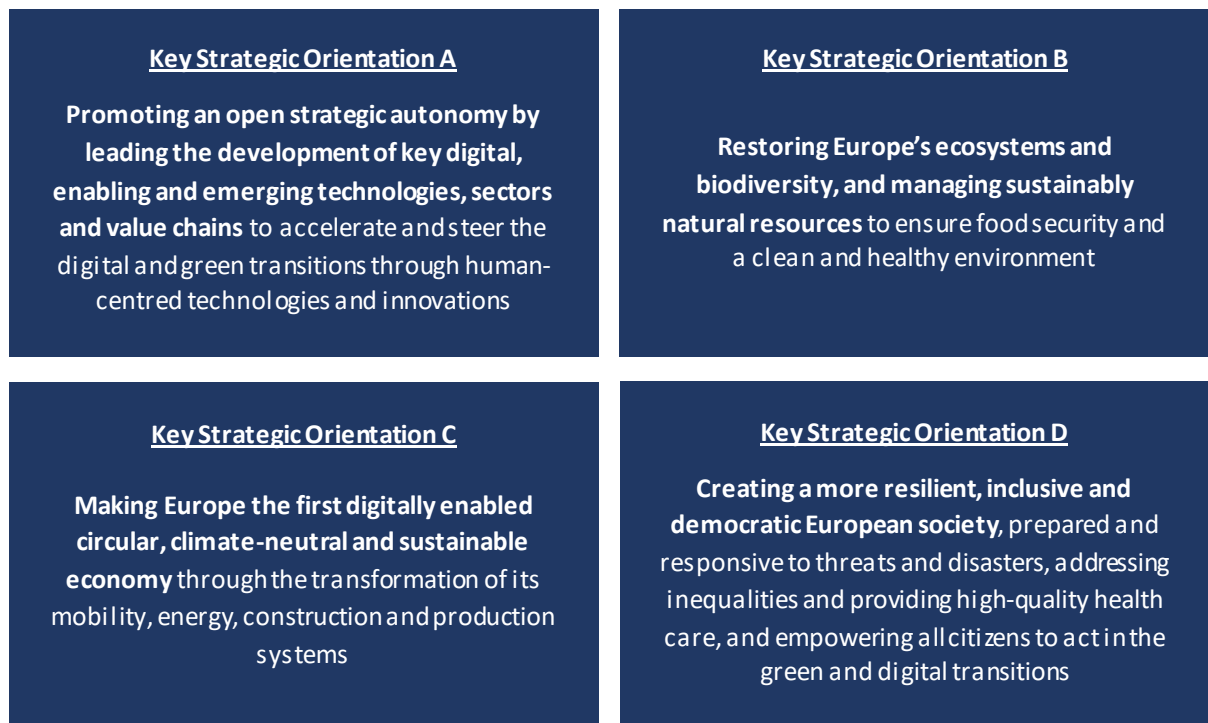 Key Strategic Orientation A
Promoting an open strategic autonomy by
leading the development of key digital,
enabling and emerging technologies, sectors
and value chains to accelerate and steer the
digital and green transitions through human-
centred technologies and innovations
Key Strategic Orientation B
Restoring Europe’s ecosystems and
biodiversity, and managing sustainably
natural resources to ensure food security and
a clean and healthy environment
Key Strategic Orientation C
Making Europe the first digitally enabled
circular, climate-neutral and sustainable
economy through the transformation of its
mobility, energy, construction and production
systems
Key Strategic Orientation D
Creating a more resilient, inclusive and
democratic European society, prepared and
responsive to threats and disasters, addressing
inequalities and providing high-quality health
care, and empowering all citizens to act in the
green and digital transitions